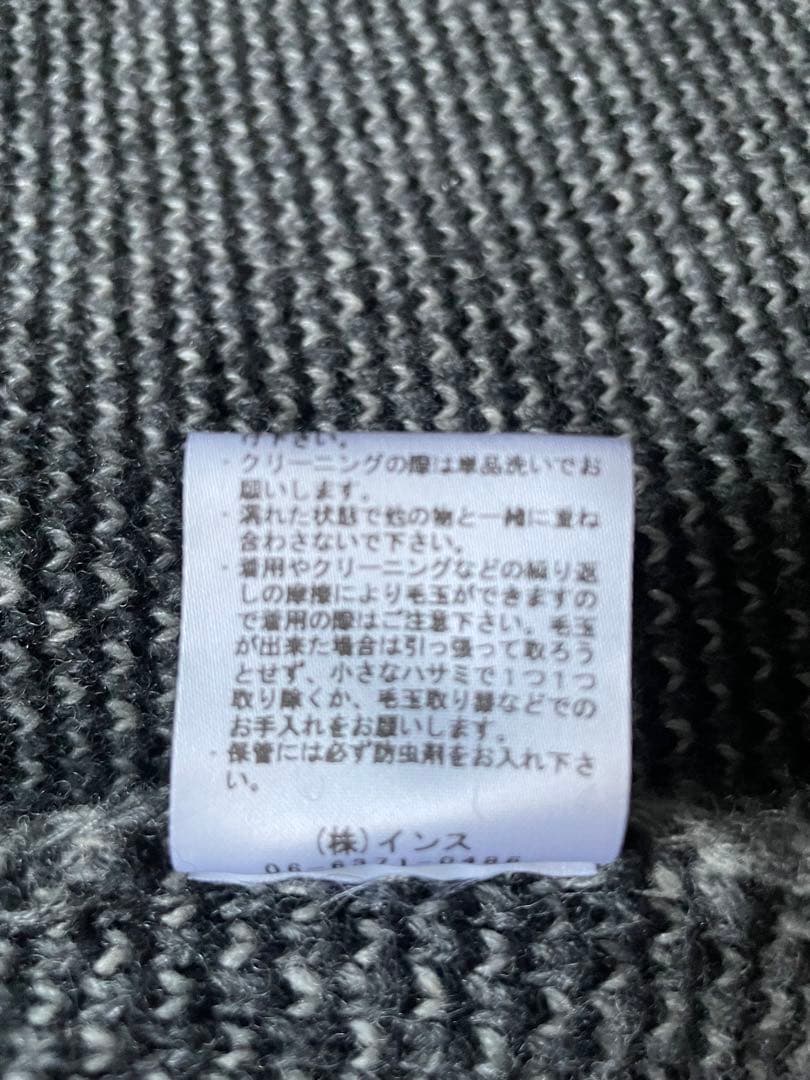 け下さい。
・クリーニングの際は単品洗いでお
願いします。
・濡れた状態で他の物と一緒に重ね
合わさないで下さい。
・着用やクリーニングなどの繰り返
しの摩擦により毛玉ができますの
で着用の際はご注意下さい。毛玉
が出来た場合は引っ張って取ろう
とせず、小さなハサミで1つ1つ
取り除くか、毛玉取り器などでの
お手入れをお願いします。
・保管には必ず防虫剤をお入れ下さ
い。
(株)インス
06-6371-0486